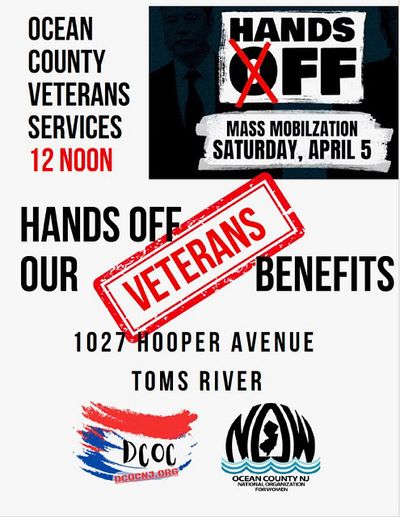 OCEAN
COUNTY
VETERANS
SERVICES
12 NOON
HANDS
OFF
MASS MOBILZATION
SATURDAY, APRIL 5
HANDS OFF
OUR VETERANS BENEFITS
1027 HOOPER AVENUE
TOMS RIVER
DCOC
DCOCNJ.ORG
NOW
OCEAN COUNTY NJ
NATIONAL ORGANIZATION
FOR WOMEN